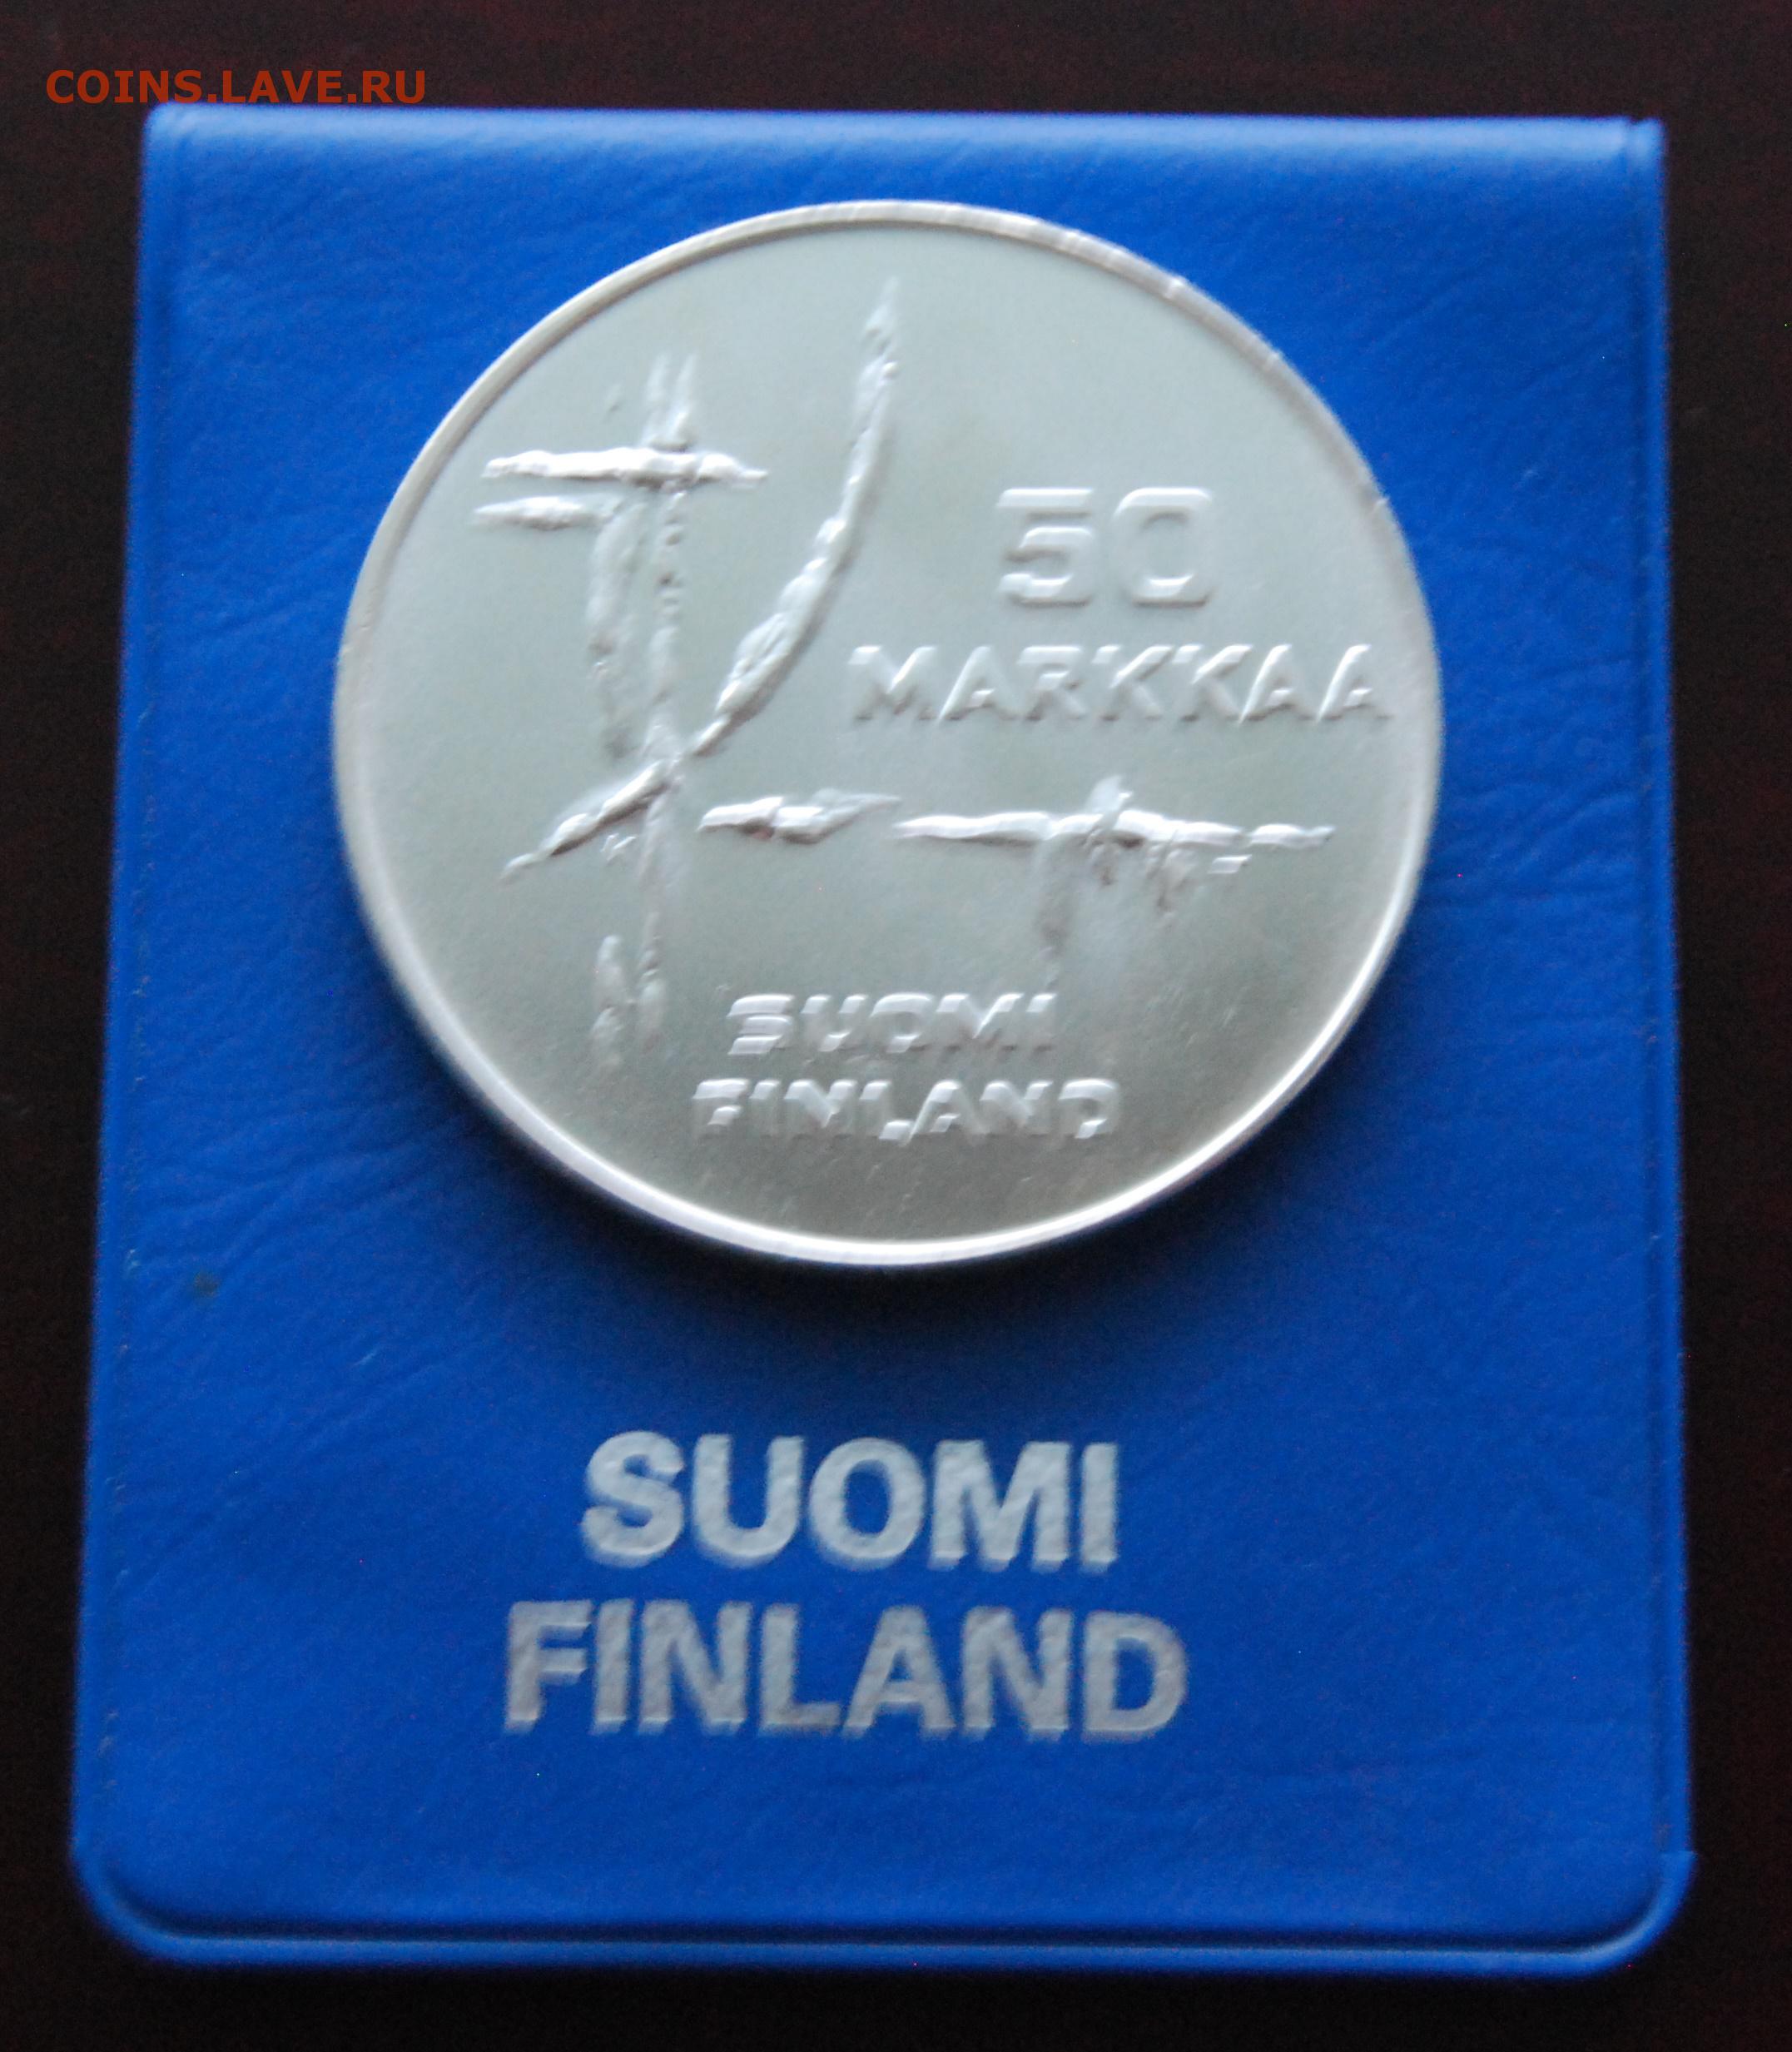 COINS.LAVE.RU
50
MARKKAA
SUOMI
FINLAND
SUOMI
FINLAND